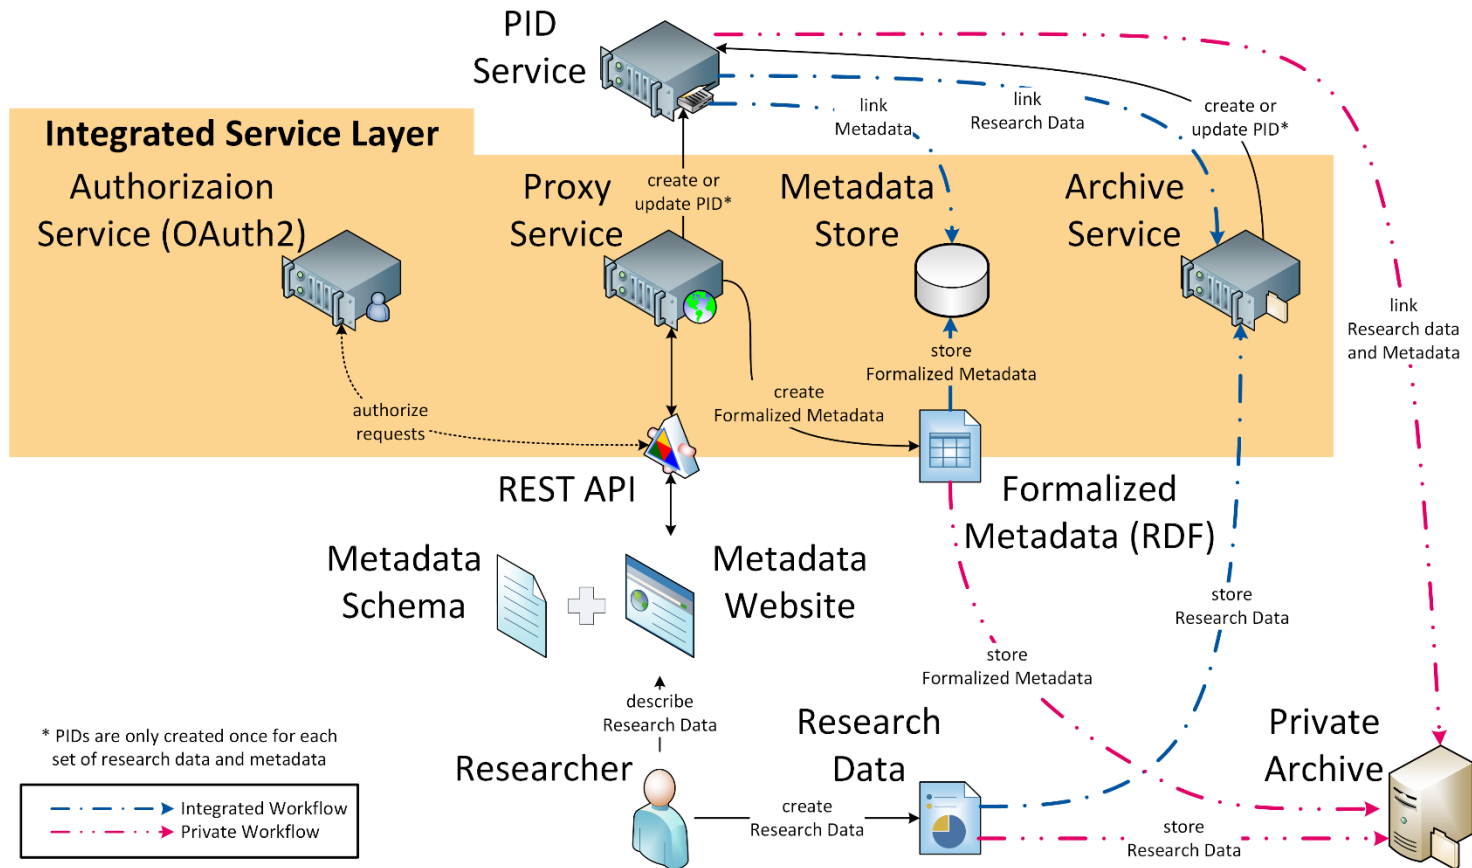 PID
Service
link
Metadata
link
Research Data
create or
update PID*
Integrated Service Layer
Authorizaion
Service (OAuth2)
Proxy
Service
create or
update PID*
Metadata
Store
Archive
Service
link
Research data
and Metadata
store
Formalized Metadata
authorize
requests
create
Formalized Metadata
REST API
Formalized
Metadata (RDF)
Metadata
Schema
Metadata
Website
store
Research Data
store
Formalized Metadata
describe
Research Data
* PIDs are only created once for each
set of research data and metadata
Researcher
Research
Data
Private
Archive
create
Research Data
store
Research Data
Integrated Workflow
Private Workflow